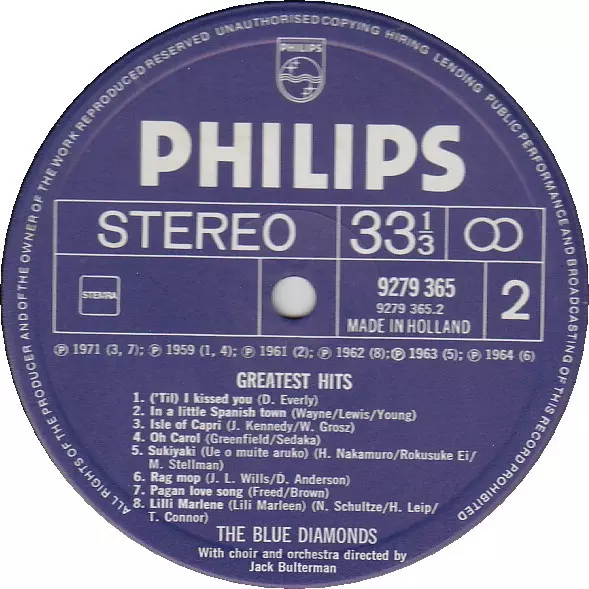 ALL RIGHTS OF THE PRODUCER AND OF THE OWNER OF THE WORK REPRODUCED RESERVED UNAUTHORISED COPYING HIRING LENDING PUBLIC PERFORMANCE AND BROADCASTING OF THIS RECORD PROHIBITED
PHILIPS
PHILIPS
STEREO 33 1/3
STEMRA
9279 365
9279 365.2
MADE IN HOLLAND
2
℗ 1971 (3, 7); ℗ 1959 (1, 4); ℗ 1961 (2); ℗ 1962 (8); ℗ 1963 (5); ℗ 1964 (6)
GREATEST HITS
1. ('Til) I kissed you (D. Everly)
2. In a little Spanish town (Wayne/Lewis/Young)
3. Isle of Capri (J. Kennedy/W. Grosz)
4. Oh Carol (Greenfield/Sedaka)
5. Sukiyaki (Ue o muite aruko) (H. Nakamuro/Rokusuke Ei/
M. Stellman)
6. Rag mop (J. L. Wills/D. Anderson)
7. Pagan love song (Freed/Brown)
8. Lilli Marlene (Lili Marleen) (N. Schultze/H. Leip/
T. Connor)
THE BLUE DIAMONDS
With choir and orchestra directed by
Jack Bulterman